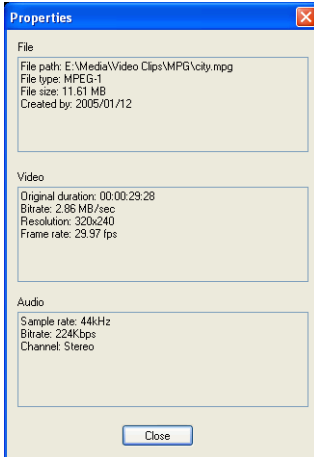 Properties
File
File path: E:\Media\Video Clips\MPG\city.mpg
File type: MPEG-1
File size: 11.61 MB
Created by: 2005/01/12
Video
Original duration: 00:00:29:28
Bitrate: 2.86 MB/sec
Resolution: 320x240
Frame rate: 29.97 fps
Audio
Sample rate: 44kHz
Bitrate: 224Kbps
Channel: Stereo
Close